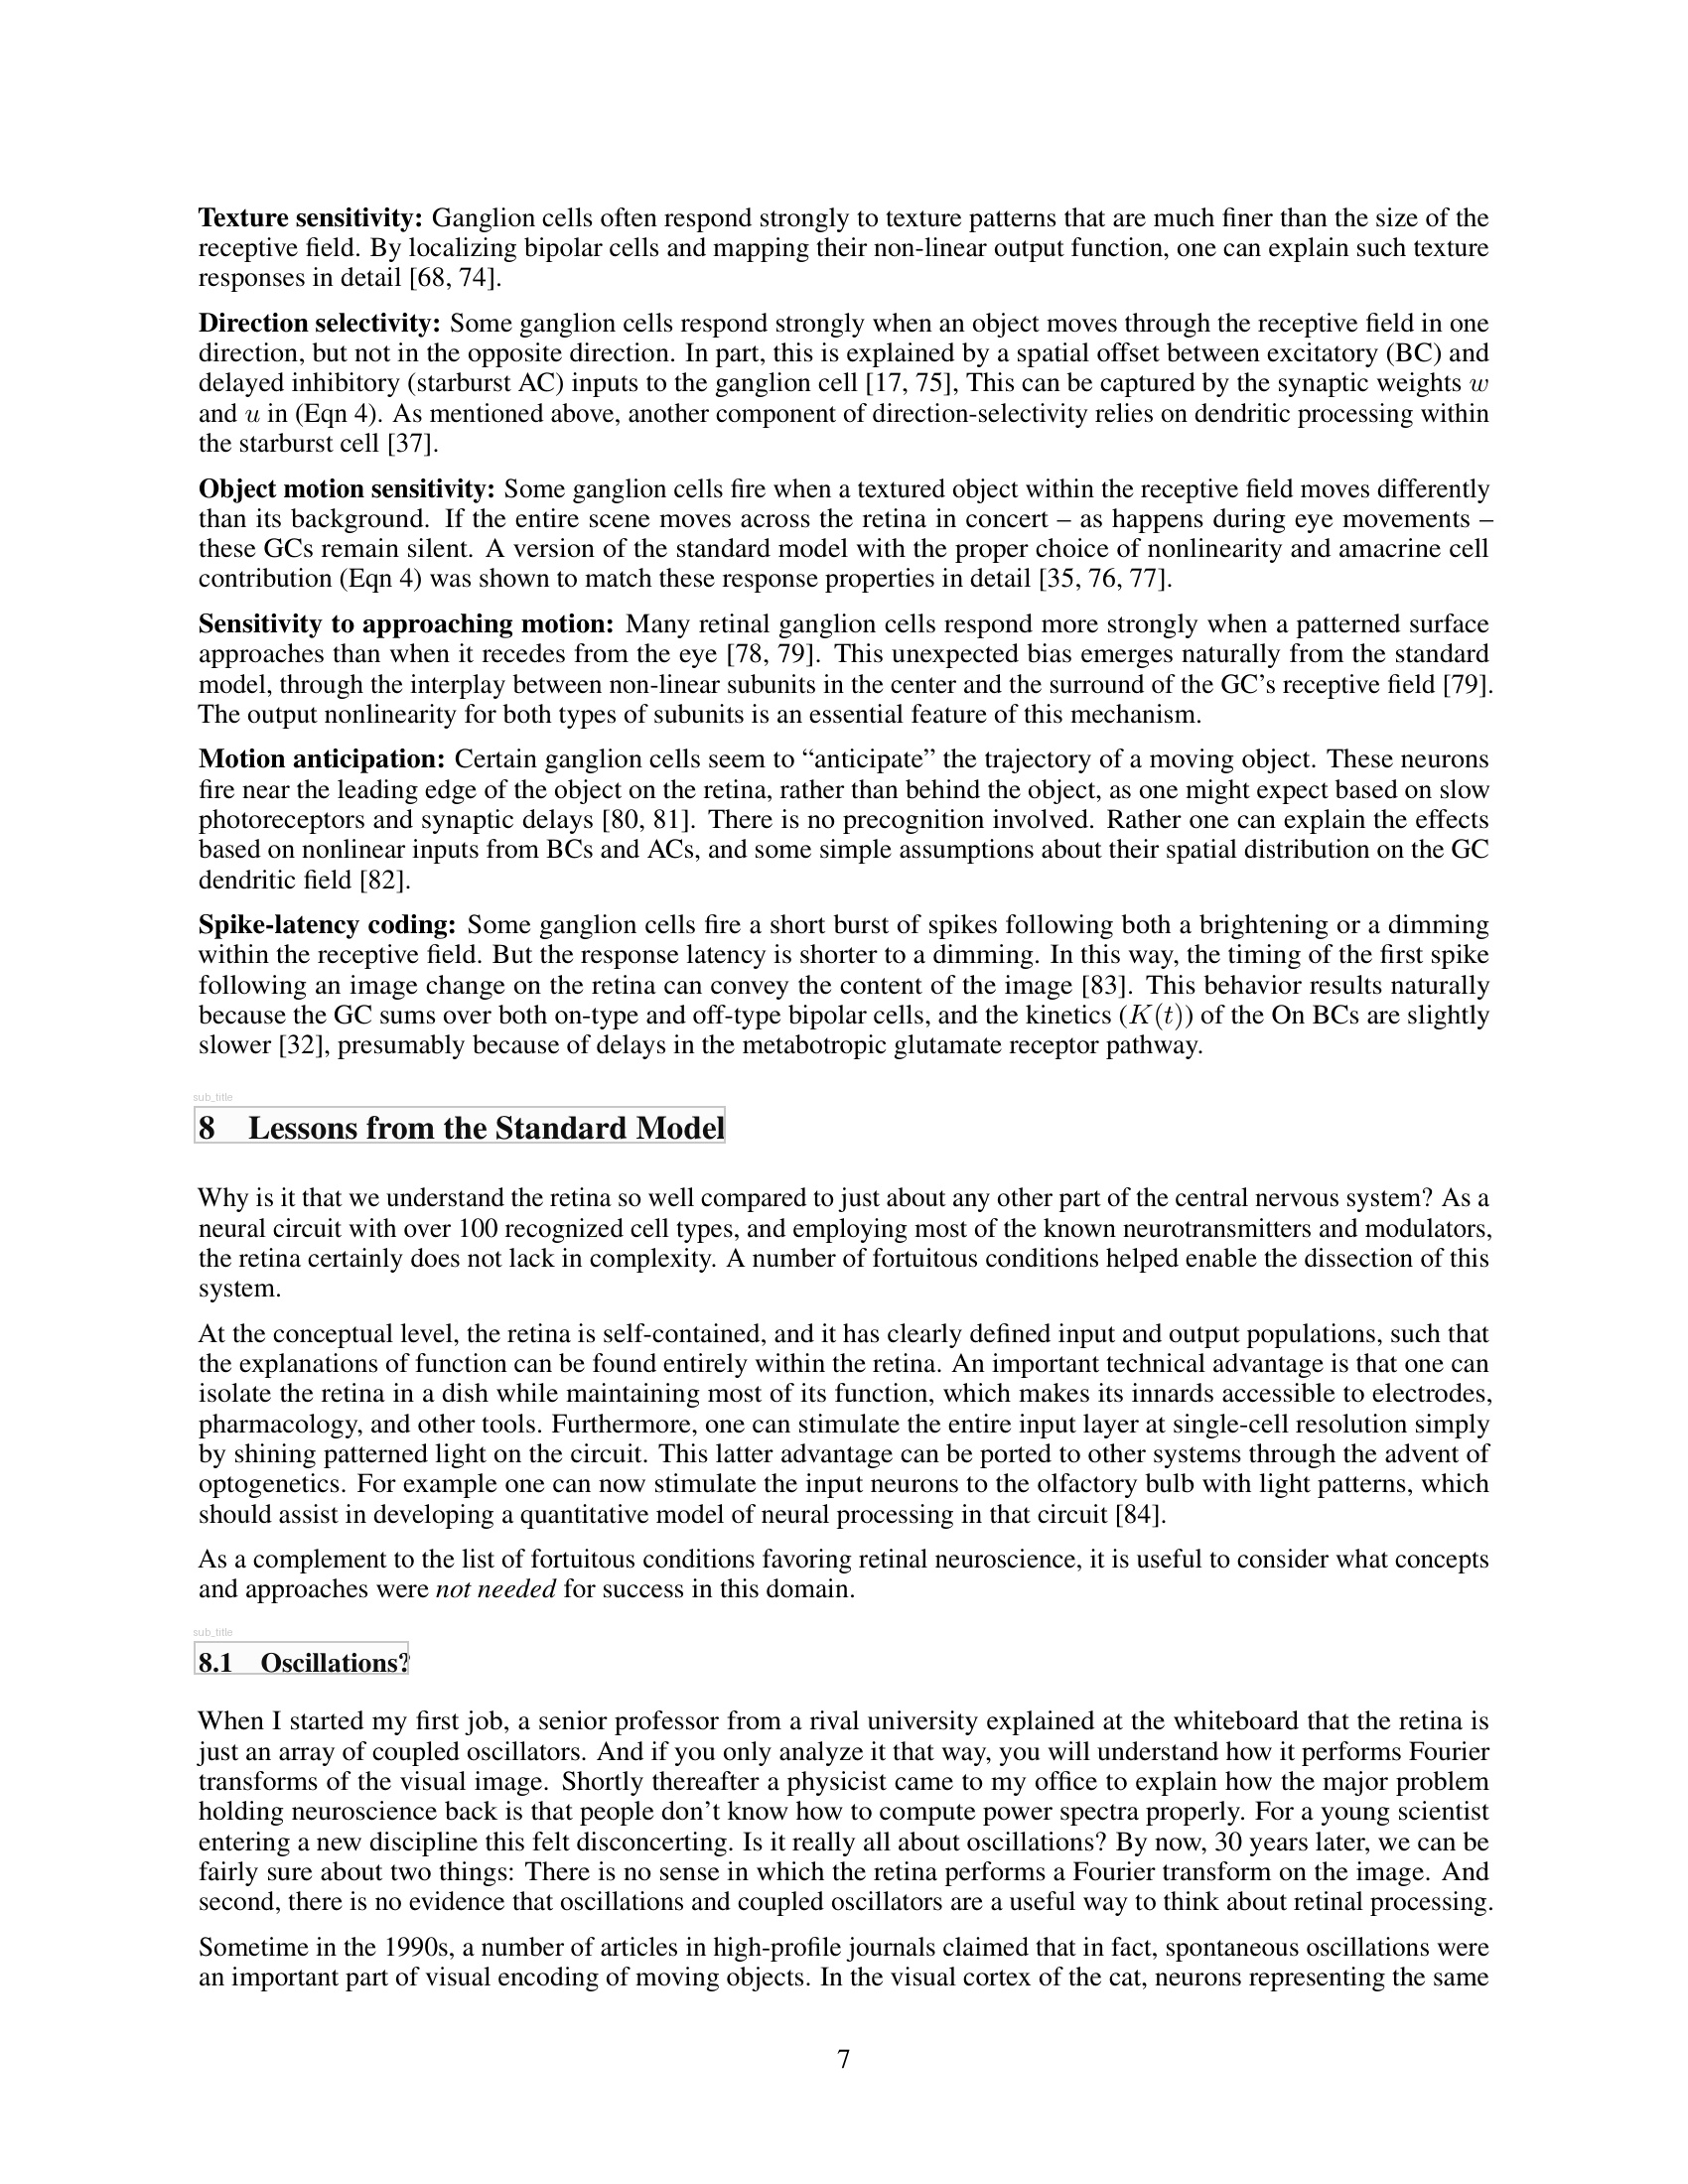 Texture sensitivity: Ganglion cells often respond strongly to texture patterns that are much finer than the size of the
receptive field. By localizing bipolar cells and mapping their non-linear output function, one can explain such texture
responses in detail [68, 74].
Direction selectivity: Some ganglion cells respond strongly when an object moves through the receptive field in one
direction, but not in the opposite direction. In part, this is explained by a spatial offset between excitatory (BC) and
delayed inhibitory (starburst AC) inputs to the ganglion cell [17, 75], This can be captured by the synaptic weights w
and u in (Eqn 4). As mentioned above, another component of direction-selectivity relies on dendritic processing within
the starburst cell [37].
Object motion sensitivity: Some ganglion cells fire when a textured object within the receptive field moves differently
than its background. If the entire scene moves across the retina in concert – as happens during eye movements –
these GCs remain silent. A version of the standard model with the proper choice of nonlinearity and amacrine cell
contribution (Eqn 4) was shown to match these response properties in detail [35, 76, 77].
Sensitivity to approaching motion: Many retinal ganglion cells respond more strongly when a patterned surface
approaches than when it recedes from the eye [78, 79]. This unexpected bias emerges naturally from the standard
model, through the interplay between non-linear subunits in the center and the surround of the GC's receptive field [79].
The output nonlinearity for both types of subunits is an essential feature of this mechanism.
Motion anticipation: Certain ganglion cells seem to “anticipate” the trajectory of a moving object. These neurons
fire near the leading edge of the object on the retina, rather than behind the object, as one might expect based on slow
photoreceptors and synaptic delays [80, 81]. There is no precognition involved. Rather one can explain the effects
based on nonlinear inputs from BCs and ACs, and some simple assumptions about their spatial distribution on the GC
dendritic field [82].
Spike-latency coding: Some ganglion cells fire a short burst of spikes following both a brightening or a dimming
within the receptive field. But the response latency is shorter to a dimming. In this way, the timing of the first spike
following an image change on the retina can convey the content of the image [83]. This behavior results naturally
because the GC sums over both on-type and off-type bipolar cells, and the kinetics (K(t)) of the On BCs are slightly
slower [32], presumably because of delays in the metabotropic glutamate receptor pathway.
sub_title
8 Lessons from the Standard Model
Why is it that we understand the retina so well compared to just about any other part of the central nervous system? As a
neural circuit with over 100 recognized cell types, and employing most of the known neurotransmitters and modulators,
the retina certainly does not lack in complexity. A number of fortuitous conditions helped enable the dissection of this
system.
At the conceptual level, the retina is self-contained, and it has clearly defined input and output populations, such that
the explanations of function can be found entirely within the retina. An important technical advantage is that one can
isolate the retina in a dish while maintaining most of its function, which makes its innards accessible to electrodes,
pharmacology, and other tools. Furthermore, one can stimulate the entire input layer at single-cell resolution simply
by shining patterned light on the circuit. This latter advantage can be ported to other systems through the advent of
optogenetics. For example one can now stimulate the input neurons to the olfactory bulb with light patterns, which
should assist in developing a quantitative model of neural processing in that circuit [84].
As a complement to the list of fortuitous conditions favoring retinal neuroscience, it is useful to consider what concepts
and approaches were not needed for success in this domain.
sub_title
8.1 Oscillations?
When I started my first job, a senior professor from a rival university explained at the whiteboard that the retina is
just an array of coupled oscillators. And if you only analyze it that way, you will understand how it performs Fourier
transforms of the visual image. Shortly thereafter a physicist came to my office to explain how the major problem
holding neuroscience back is that people don't know how to compute power spectra properly. For a young scientist
entering a new discipline this felt disconcerting. Is it really all about oscillations? By now, 30 years later, we can be
fairly sure about two things: There is no sense in which the retina performs a Fourier transform on the image. And
second, there is no evidence that oscillations and coupled oscillators are a useful way to think about retinal processing.
Sometime in the 1990s, a number of articles in high-profile journals claimed that in fact, spontaneous oscillations were
an important part of visual encoding of moving objects. In the visual cortex of the cat, neurons representing the same
7